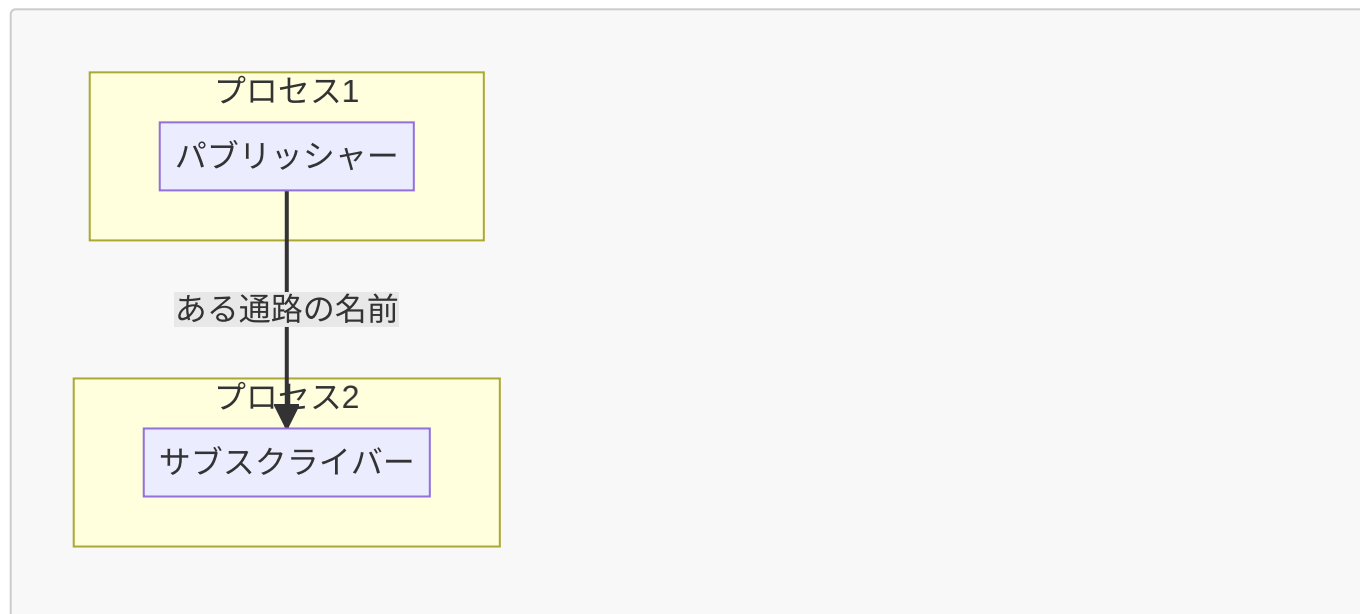 プロセス1
パブリッシャー
ある通路の名前
プロセス2
サブスクライバー